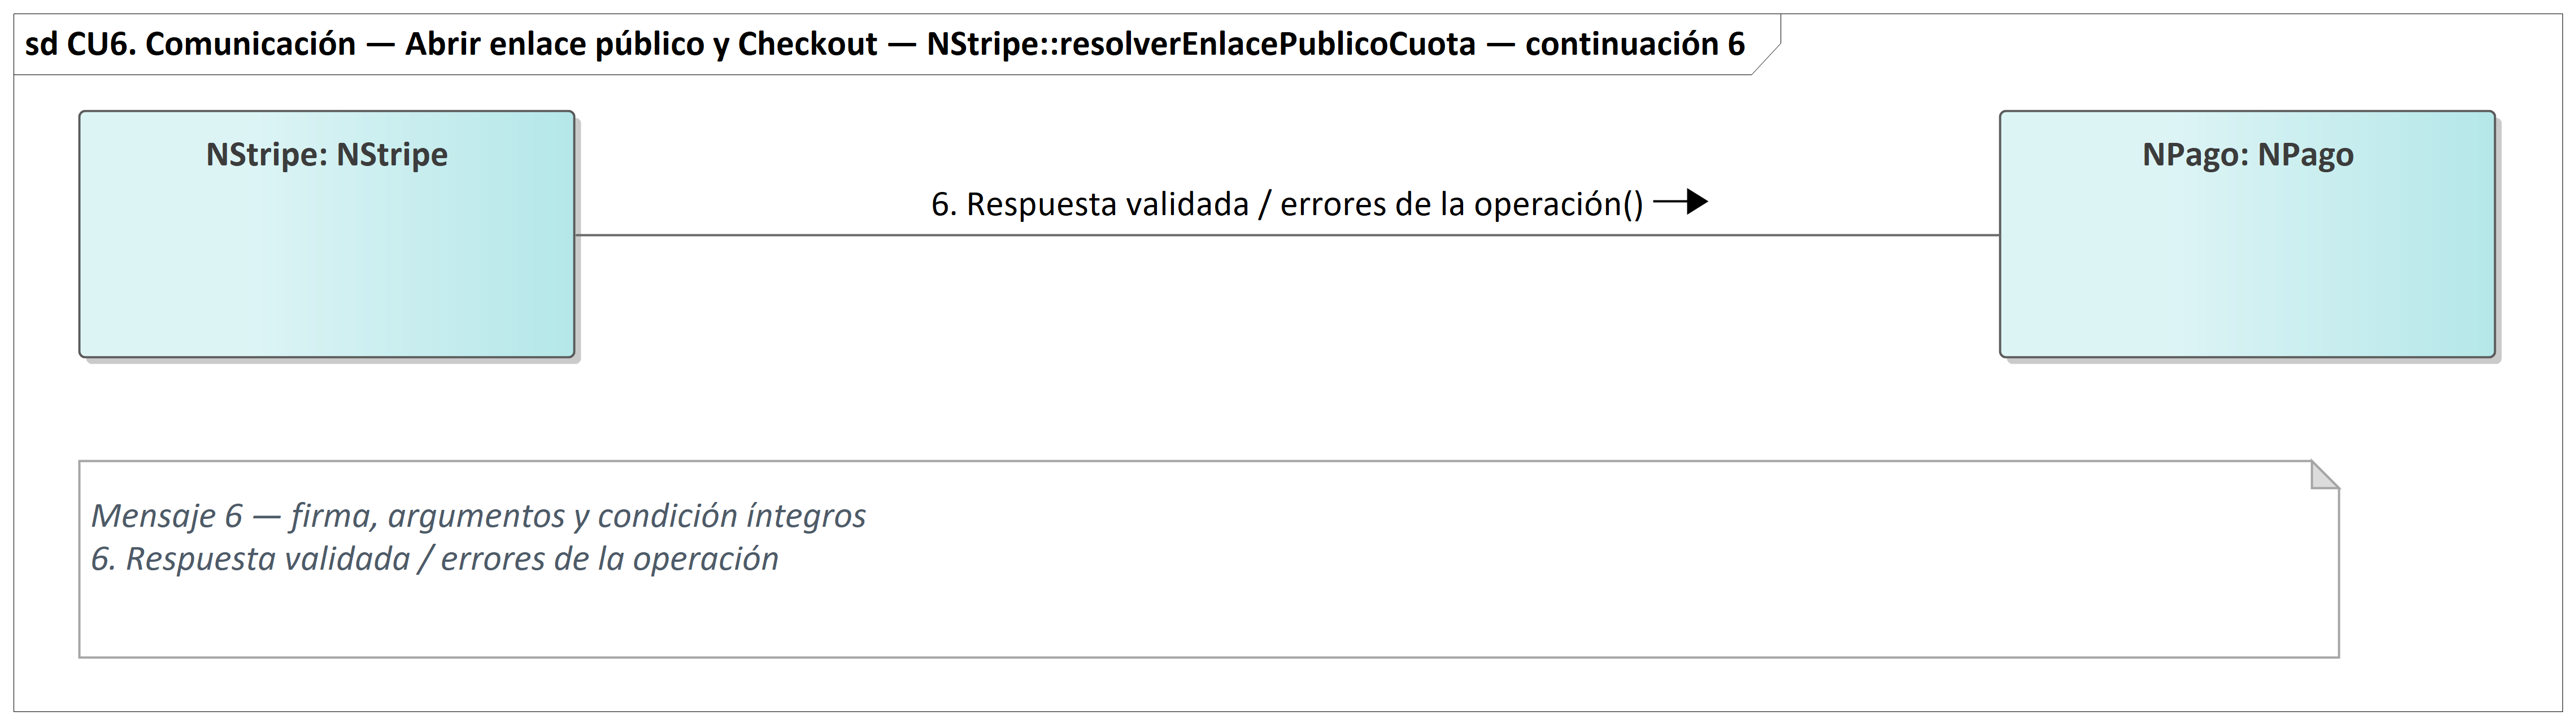 sd CU6. Comunicación — Abrir enlace público y Checkout — NStripe::resolverEnlacePublicoCuota — continuación 6
NStripe: NStripe
NPago: NPago
6. Respuesta validada / errores de la operación()
Mensaje 6 — firma, argumentos y condición íntegros
6. Respuesta validada / errores de la operación